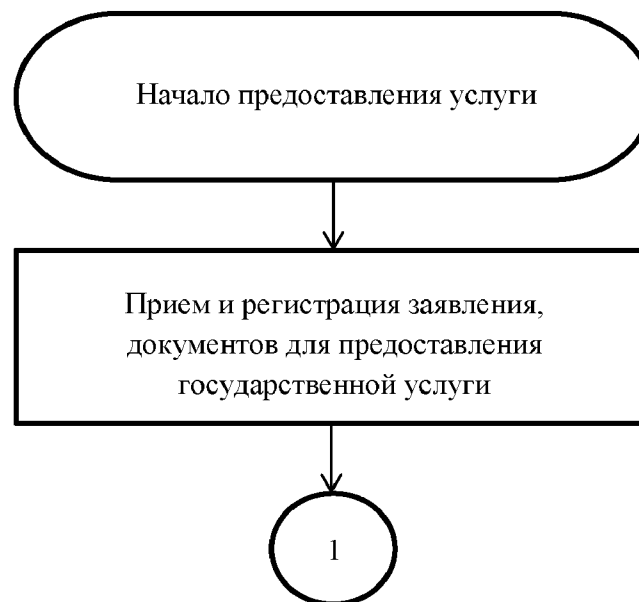 Начало предоставления услуги
Прием и регистрация заявления,
документов для предоставления
государственной услуги
1